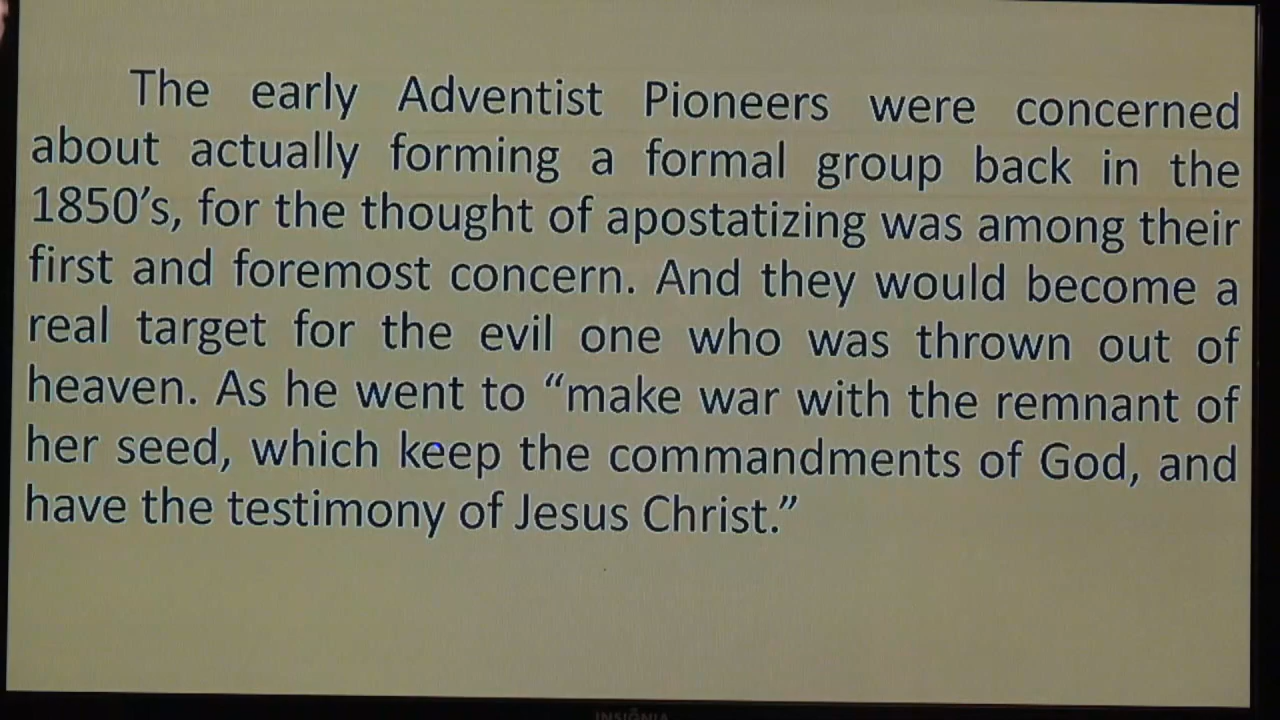 The early Adventist Pioneers were concerned
about actually forming a formal group back in the
1850’s, for the thought of apostatizing was among their
first and foremost concern. And they would become a
real target for the evil one who was thrown out of
heaven. As he went to “make war with the remnant of
her seed, which keep the commandments of God, and
have the testimony of Jesus Christ.”
INSIGNIA